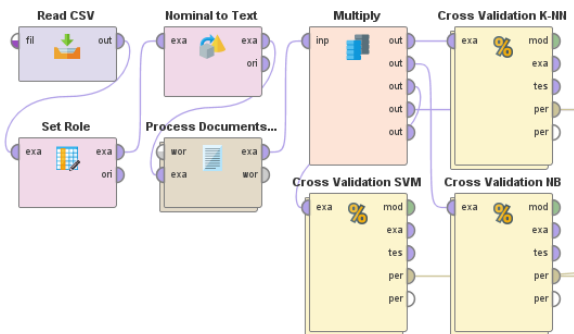 Read CSV
fil
out
Nominal to Text
exa
exa
ori
Multiply
inp
out
out
out
out
out
Cross Validation K-NN
exa
mod
exa
tes
per
per
Set Role
exa
exa
ori
Process Documents...
wor
exa
exa
wor
Cross Validation SVM
exa
mod
exa
tes
per
per
Cross Validation NB
exa
mod
exa
tes
per
per